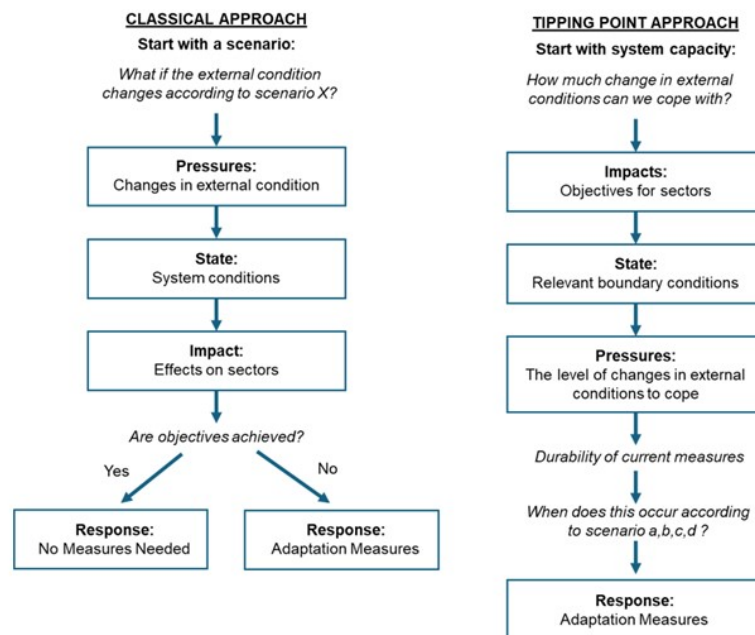 CLASSICAL APPROACH
Start with a scenario:
What if the external condition
changes according to scenario X?
Pressures:
Changes in external condition
State:
System conditions
Impact:
Effects on sectors
Are objectives achieved?
Yes
No
Response:
No Measures Needed
Response:
Adaptation Measures
TIPPING POINT APPROACH
Start with system capacity:
How much change in external
conditions can we cope with?
Impacts:
Objectives for sectors
State:
Relevant boundary conditions
Pressures:
The level of changes in external
conditions to cope
Durability of current measures
When does this occur according
to scenario a,b,c,d ?
Response:
Adaptation Measures